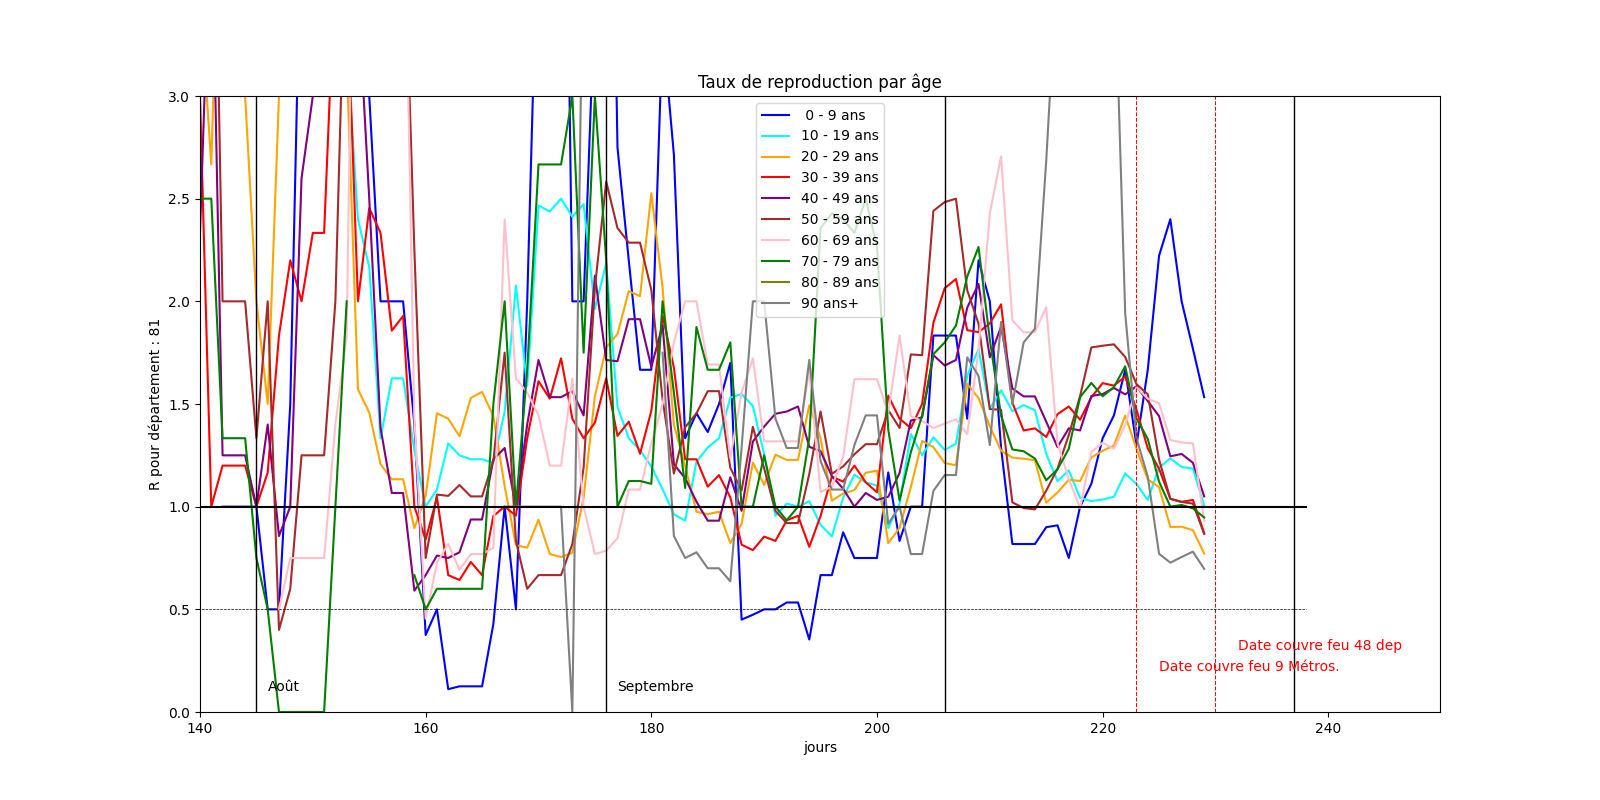 Taux de reproduction par âge
R pour département : 81
3.0
2.5
2.0
1.5
1.0
0.5
0.0
0 - 9 ans
10 - 19 ans
20 - 29 ans
30 - 39 ans
40 - 49 ans
50 - 59 ans
60 - 69 ans
70 - 79 ans
80 - 89 ans
90 ans+
Date couvre feu 48 dep
Date couvre feu 9 Métros.
Août
Septembre
140
160
180
200
220
240
jours